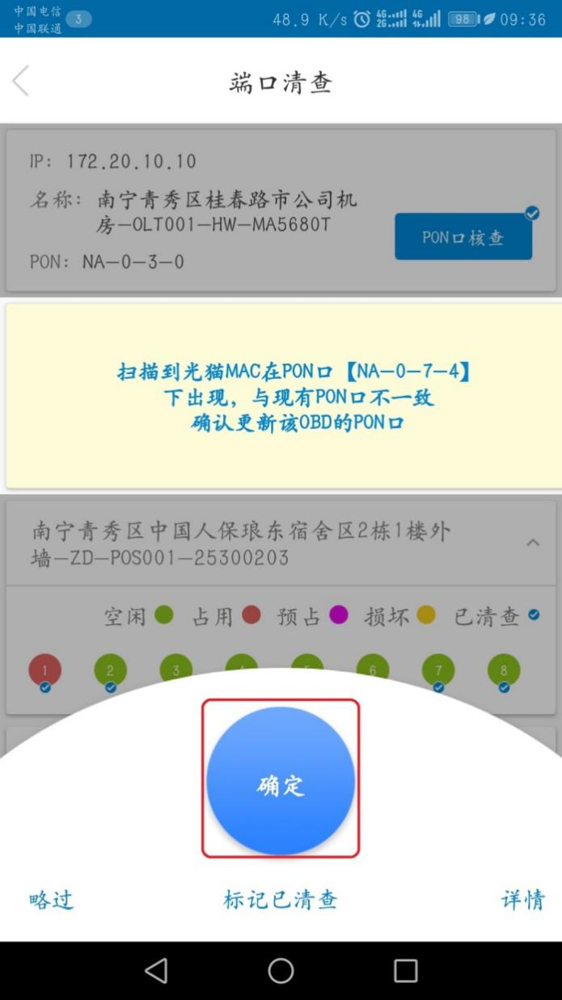 中国电信
中国联通
3
48.9 K/s 4G 2G 4G 98 09:36
端口清查
IP: 172.20.10.10
名称: 南宁青秀区桂春路市公司机
房-OLT001-HW-MA5680T
PON口核查
PON: NA-0-3-0
扫描到光猫MAC在PON口【NA-0-7-4】
下出现，与现有PON口不一致
确认更新该OBD的PON口
南宁青秀区中国人保琅东宿舍区2栋1楼外
墙-ZD-POS001-25300203
空闲 占用 预占 损坏 已清查
1 2 3 4 5 6 7 8
确定
略过 标记已清查 详情